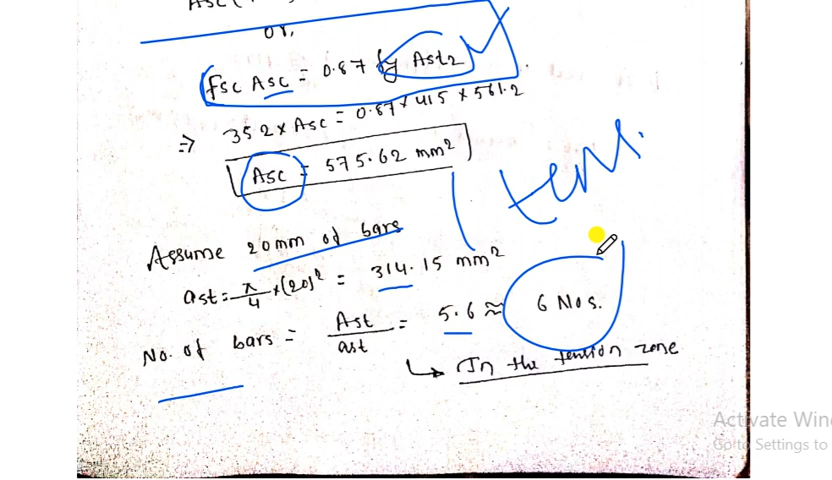 or,
fsc Asc = 0.87 fy Ast2
⇒ 352 × Asc = 0.87 × 415 × 561.2
Asc = 575.62 mm²
tens.
Assume 20mm of bars
ast = π/4 × (20)² = 314.15 mm²
No. of bars = Ast/ast = 5.6 ≈ 6 Nos.
↳ In the tension zone
Activate Win
Go to Settings to